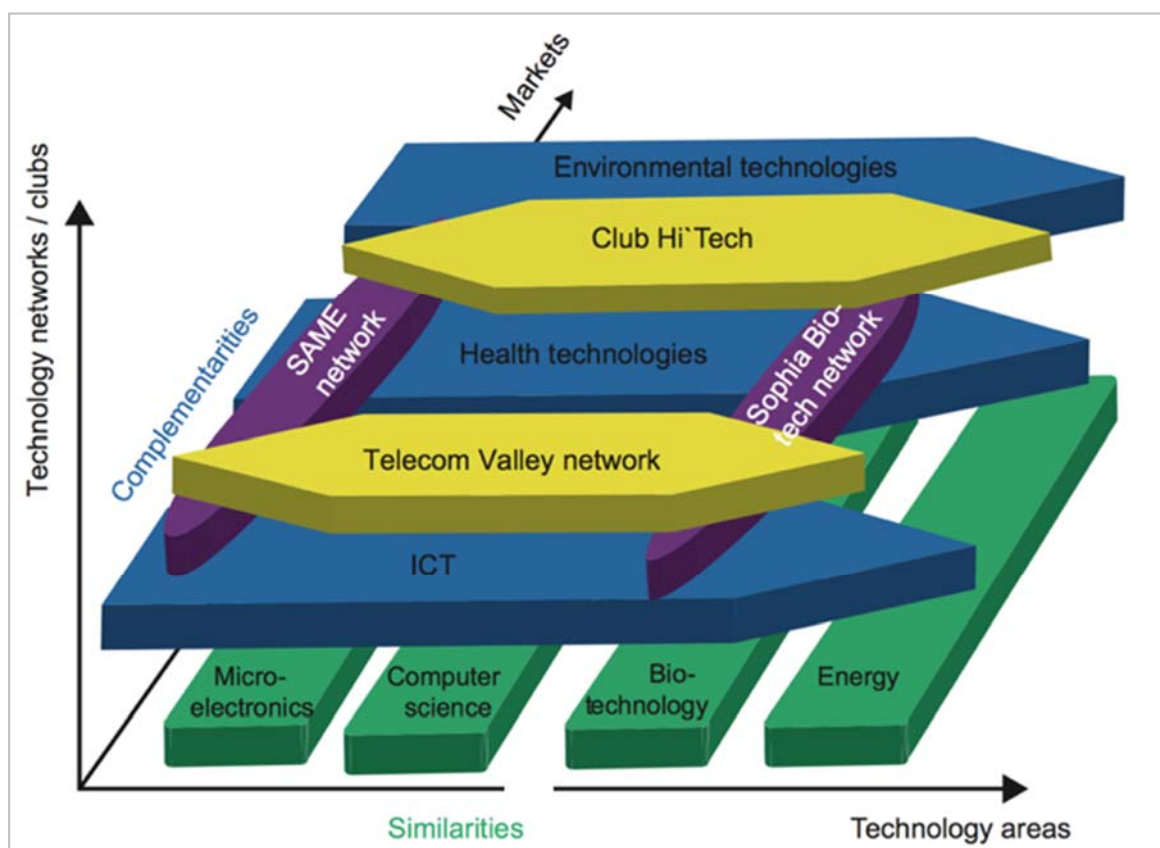 Markets
Technology networks / clubs
Environmental technologies
Club Hi`Tech
Complementarities
SAME
network
Health technologies
Sophia Bio-
tech network
Telecom Valley network
ICT
Micro-
electronics
Computer
science
Bio-
technology
Energy
Similarities
Technology areas